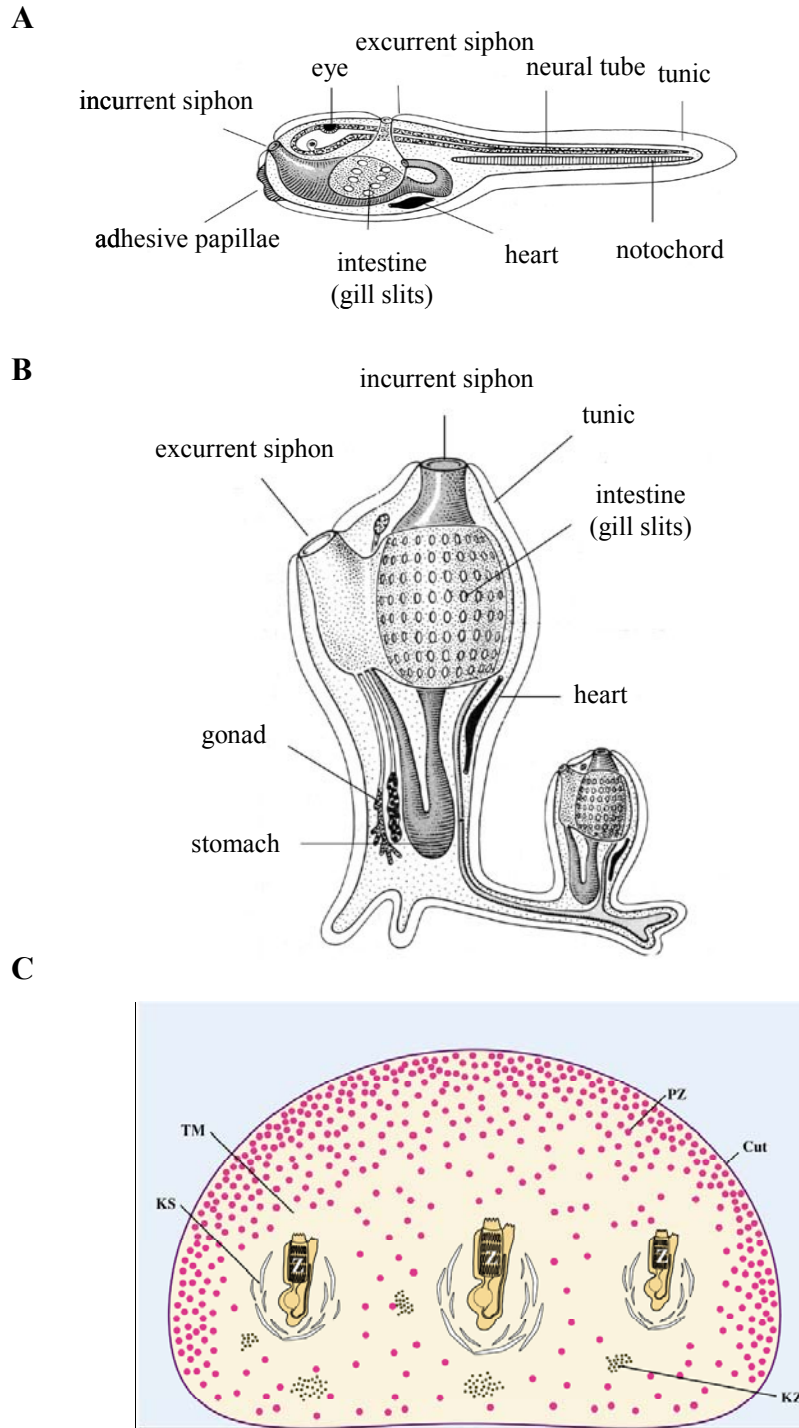 A
excurrent siphon
eye
neural tube
tunic
incurrent siphon
adhesive papillae
intestine
(gill slits)
heart
notochord
B
incurrent siphon
tunic
excurrent siphon
intestine
(gill slits)
heart
gonad
stomach
C
PZ
TM
Cut
KS
Z
Z
Z
KZ